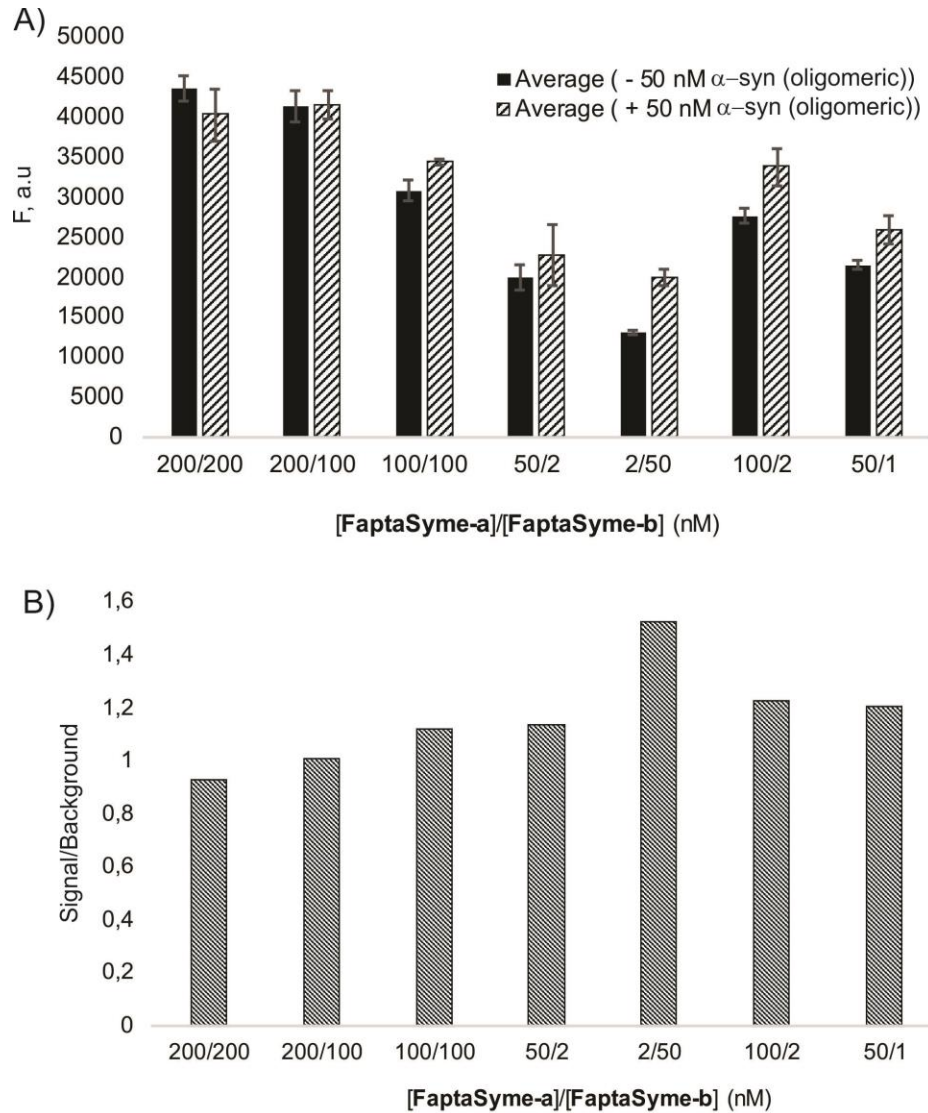 A)
50000
45000
40000
35000
30000
25000
20000
15000
10000
5000
0
F, a.u
Average ( - 50 nM α–syn (oligomeric))
Average ( + 50 nM α–syn (oligomeric))
200/200 200/100 100/100 50/2 2/50 100/2 50/1
[FaptaSyme-a]/[FaptaSyme-b] (nM)
B)
1,6
1,4
1,2
1
0,8
0,6
0,4
0,2
0
Signal/Background
200/200 200/100 100/100 50/2 2/50 100/2 50/1
[FaptaSyme-a]/[FaptaSyme-b] (nM)